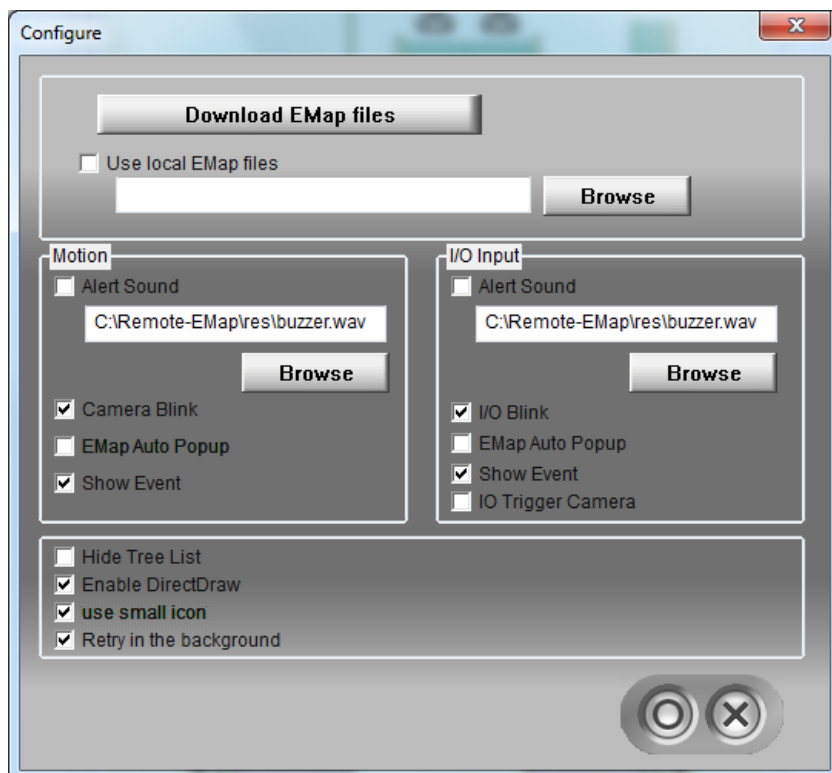 Configure
Download EMap files
Use local EMap files
Browse
Motion
Alert Sound
C:\Remote-EMap\res\buzzer.wav
Browse
Camera Blink
EMap Auto Popup
Show Event
I/O Input
Alert Sound
C:\Remote-EMap\res\buzzer.wav
Browse
I/O Blink
EMap Auto Popup
Show Event
IO Trigger Camera
Hide Tree List
Enable DirectDraw
use small icon
Retry in the background